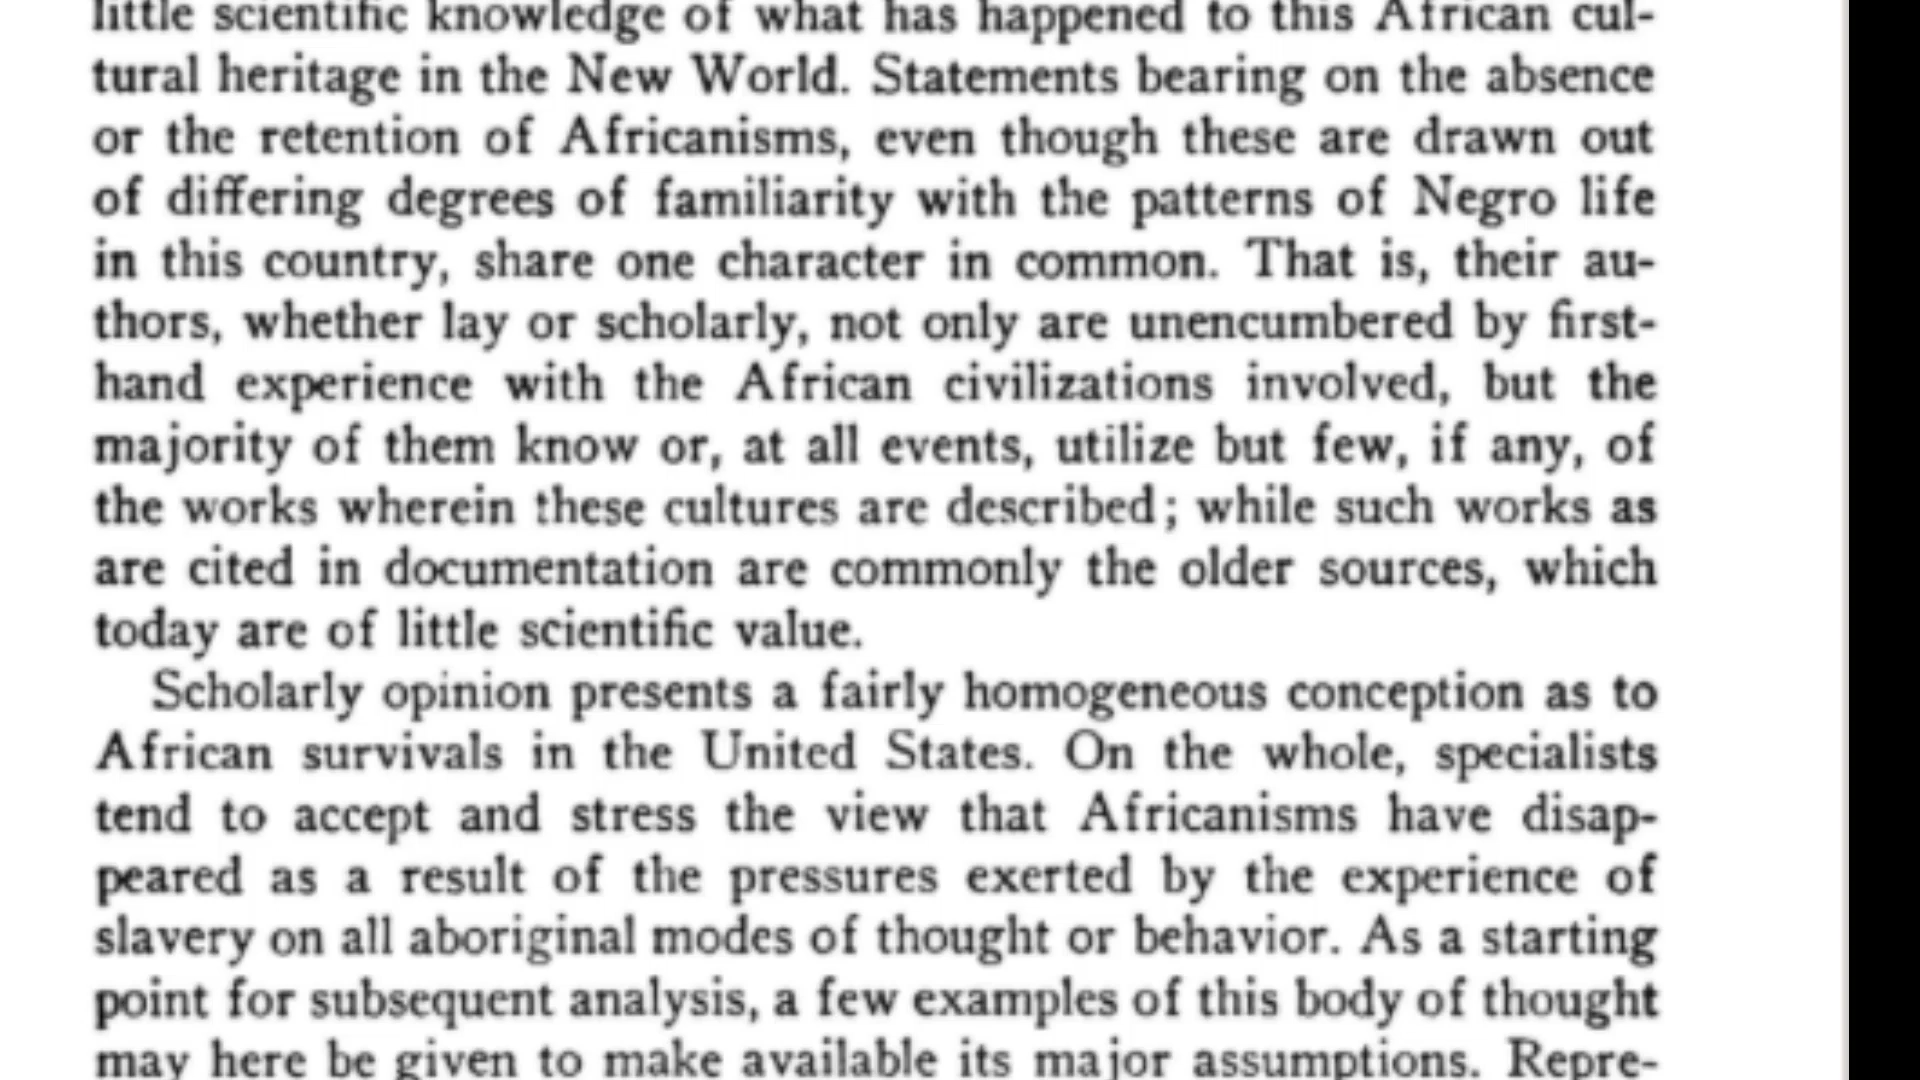 little scientific knowledge of what has happened to this African cul-
tural heritage in the New World. Statements bearing on the absence
or the retention of Africanisms, even though these are drawn out
of differing degrees of familiarity with the patterns of Negro life
in this country, share one character in common. That is, their au-
thors, whether lay or scholarly, not only are unencumbered by first-
hand experience with the African civilizations involved, but the
majority of them know or, at all events, utilize but few, if any, of
the works wherein these cultures are described; while such works as
are cited in documentation are commonly the older sources, which
today are of little scientific value.
Scholarly opinion presents a fairly homogeneous conception as to
African survivals in the United States. On the whole, specialists
tend to accept and stress the view that Africanisms have disap-
peared as a result of the pressures exerted by the experience of
slavery on all aboriginal modes of thought or behavior. As a starting
point for subsequent analysis, a few examples of this body of thought
may here be given to make available its major assumptions. Repre-